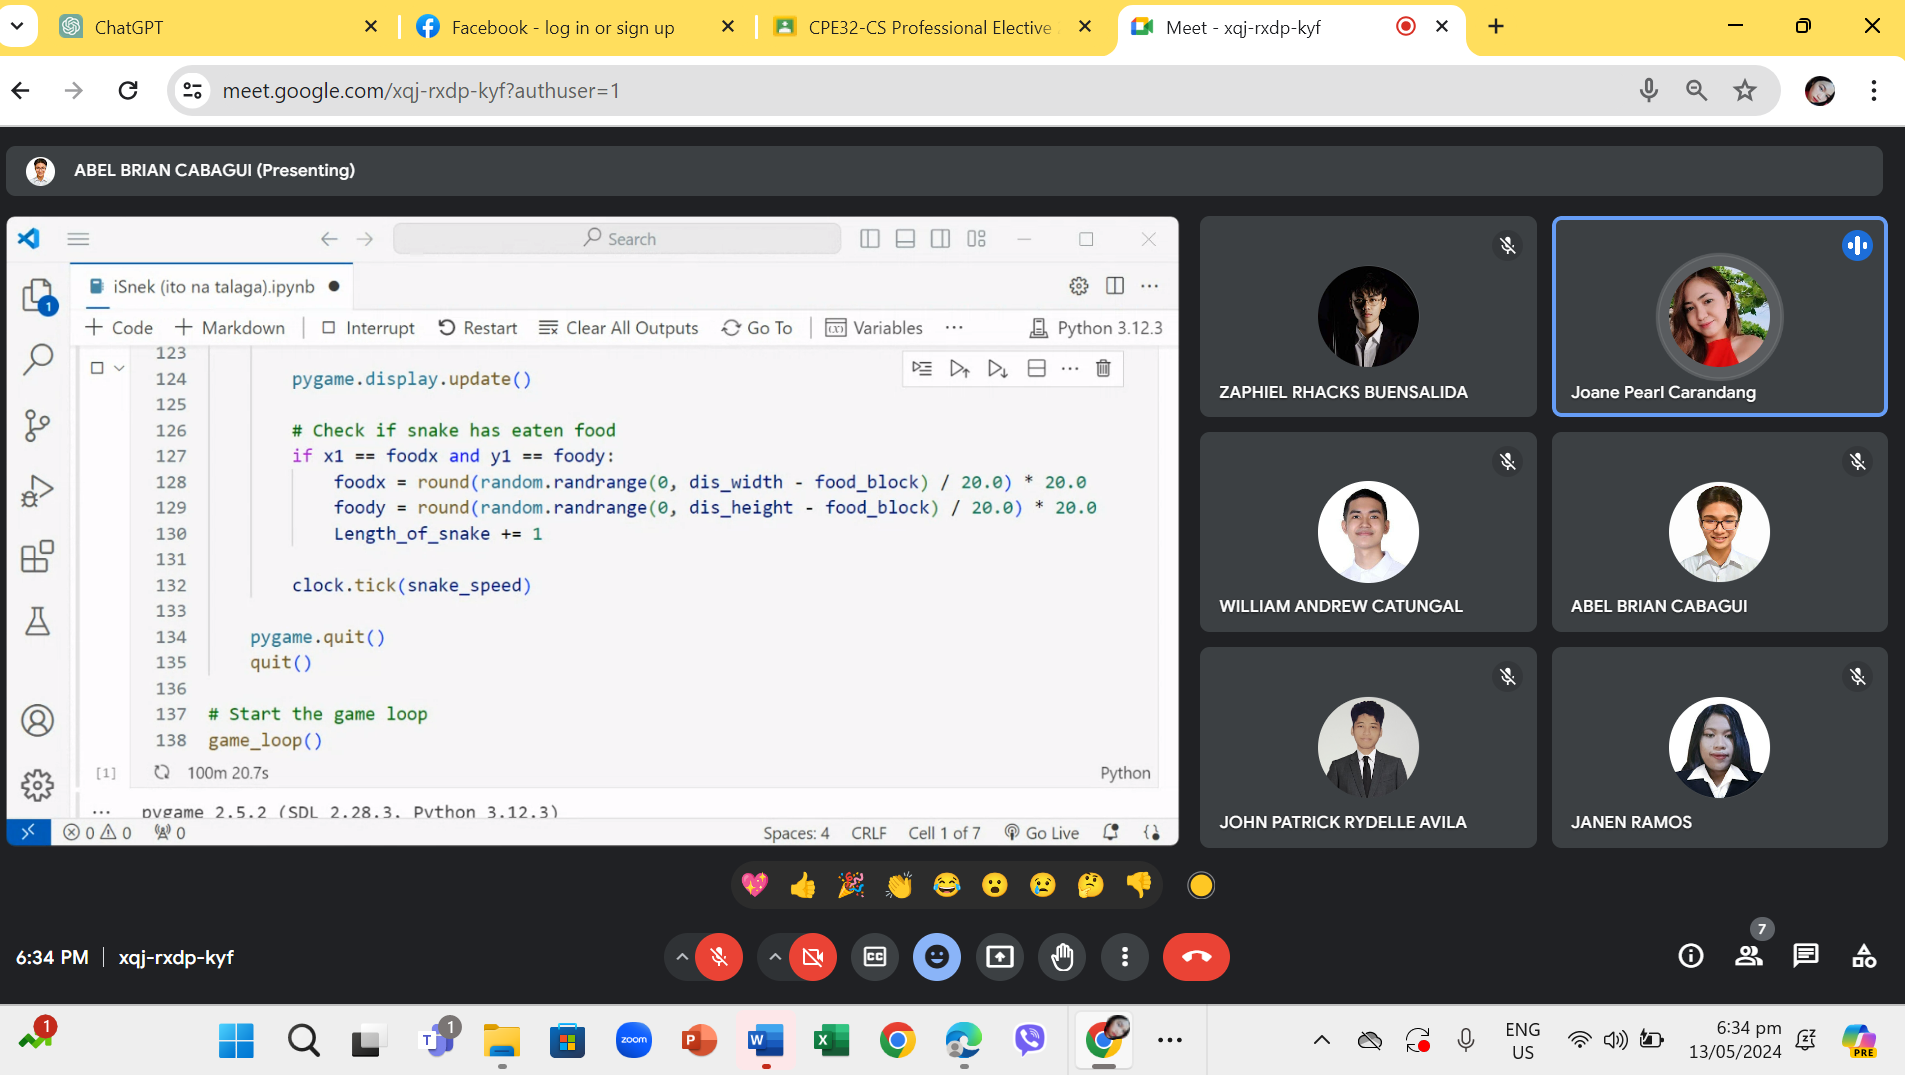 ChatGPT
Facebook - log in or sign up
CPE32-CS Professional Elective
Meet - xqj-rxdp-kyf
meet.google.com/xqj-rxdp-kyf?authuser=1
ABEL BRIAN CABAGUI (Presenting)
Search
1
iSnek (ito na talaga).ipynb
Code
Markdown
Interrupt
Restart
Clear All Outputs
Go To
Variables
Python 3.12.3
123
124 pygame.display.update()
125
126 # Check if snake has eaten food
127 if x1 == foodx and y1 == foody:
128 foodx = round(random.randrange(0, dis_width - food_block) / 20.0) * 20.0
129 foody = round(random.randrange(0, dis_height - food_block) / 20.0) * 20.0
130 Length_of_snake += 1
131
132 clock.tick(snake_speed)
133
134 pygame.quit()
135 quit()
136
137 # Start the game loop
138 game_loop()
[1] 100m 20.7s
Python
... pygame 2.5.2 (SDL 2.28.3, Python 3.12.3)
0 0
0
Spaces: 4
CRLF
Cell 1 of 7
Go Live
ZAPHIEL RHACKS BUENSALIDA
Joane Pearl Carandang
WILLIAM ANDREW CATUNGAL
ABEL BRIAN CABAGUI
JOHN PATRICK RYDELLE AVILA
JANEN RAMOS
6:34 PM | xqj-rxdp-kyf
CC
7
1
T
1
zoom
P
W
X
ENG
US
6:34 pm
13/05/2024
PRE